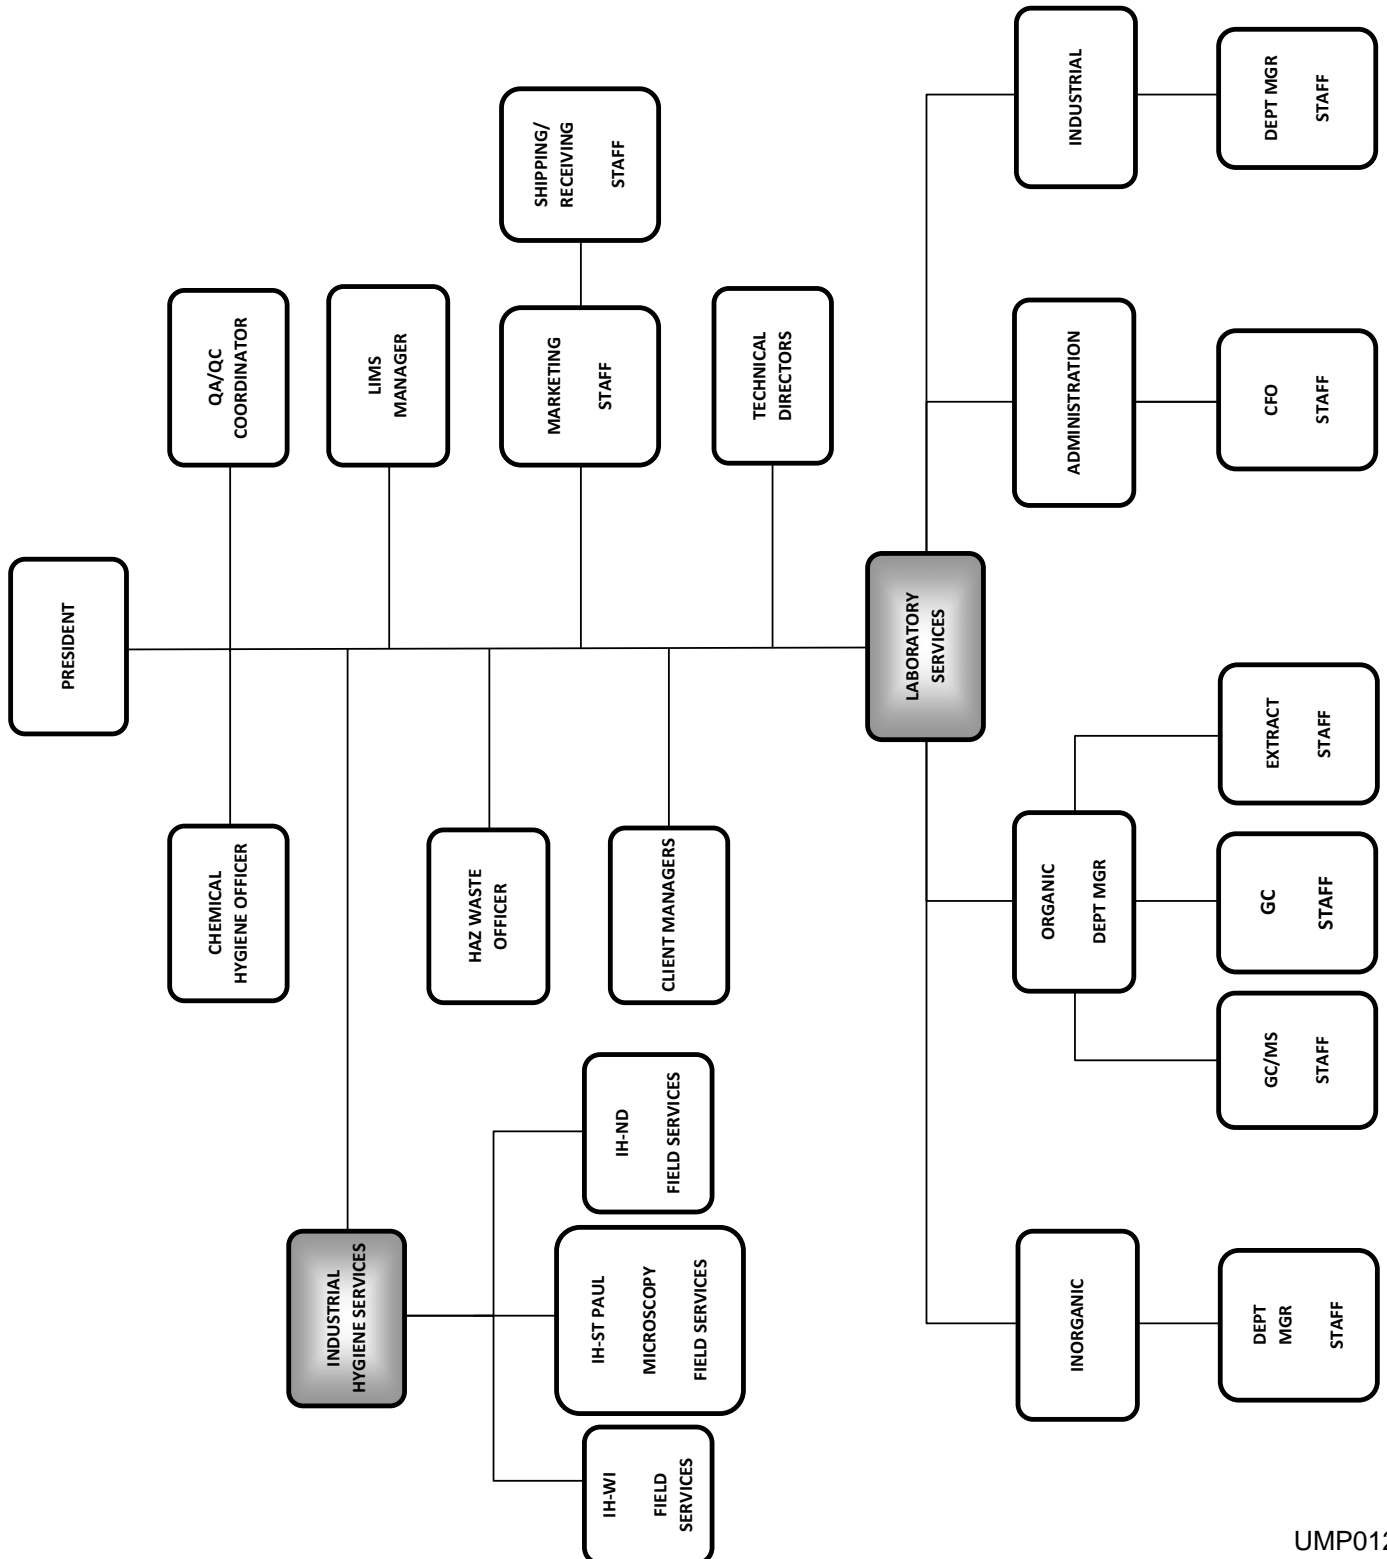 PRESIDENT
CHEMICAL
HYGIENE OFFICER
QA/QC
COORDINATOR
INDUSTRIAL
HYGIENE SERVICES
LIMS
MANAGER
HAZ WASTE
OFFICER
MARKETING
STAFF
SHIPPING/
RECEIVING
STAFF
CLIENT MANAGERS
TECHNICAL
DIRECTORS
IH-WI
FIELD
SERVICES
IH-ST PAUL
MICROSCOPY
FIELD SERVICES
IH-ND
FIELD SERVICES
LABORATORY
SERVICES
INORGANIC
ORGANIC
DEPT MGR
ADMINISTRATION
INDUSTRIAL
DEPT
MGR
STAFF
GC/MS
STAFF
GC
STAFF
EXTRACT
STAFF
CFO
STAFF
DEPT MGR
STAFF
UMP012